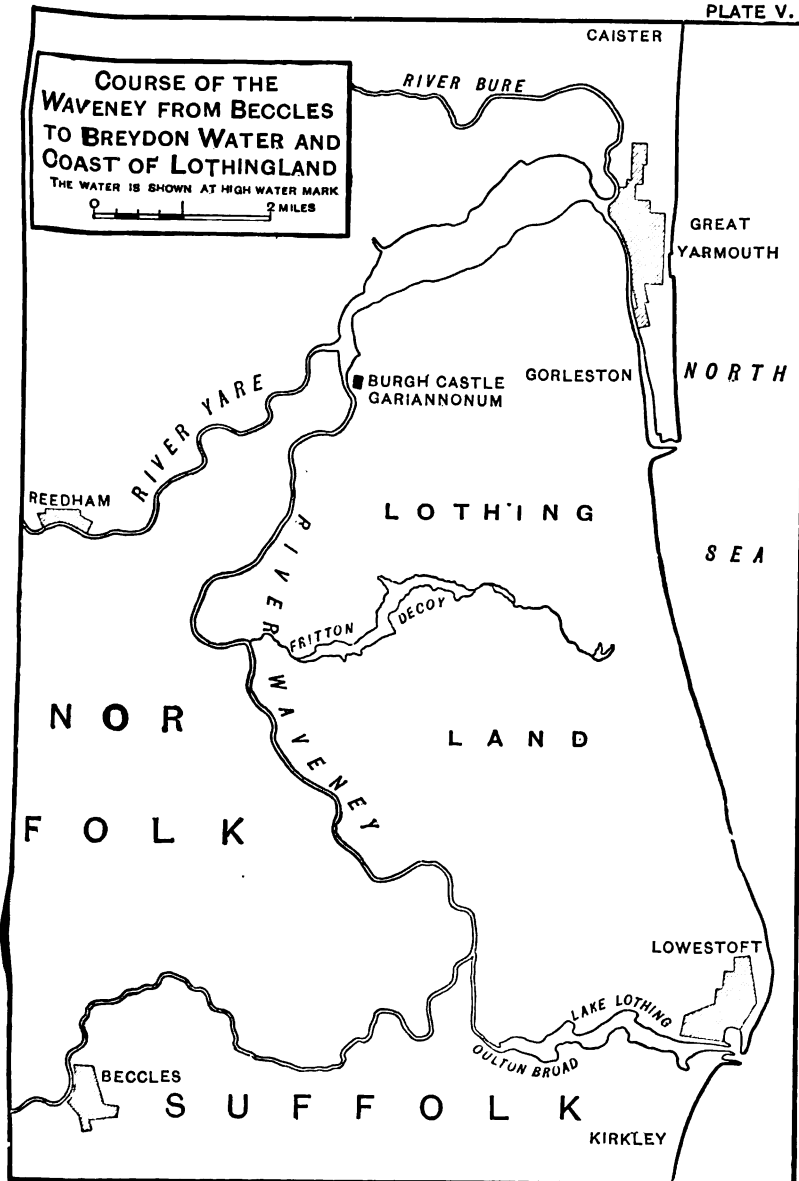 PLATE V.
CAISTER
COURSE OF THE
WAVENEY FROM BECCLES
TO BREYDON WATER AND
COAST OF LOTHINGLAND
THE WATER IS SHOWN AT HIGH WATER MARK
0 2 MILES
RIVER BURE
GREAT
YARMOUTH
NORTH
SEA
BURGH CASTLE
GARIANNONUM
GORLESTON
RIVER YARE
REEDHAM
LOTHING
LAND
RIVER WAVENEY
FRITTON DECOY
NOR
FOLK
LOWESTOFT
LAKE LOTHING
OULTON BROAD
BECCLES
SUFFOLK
KIRKLEY